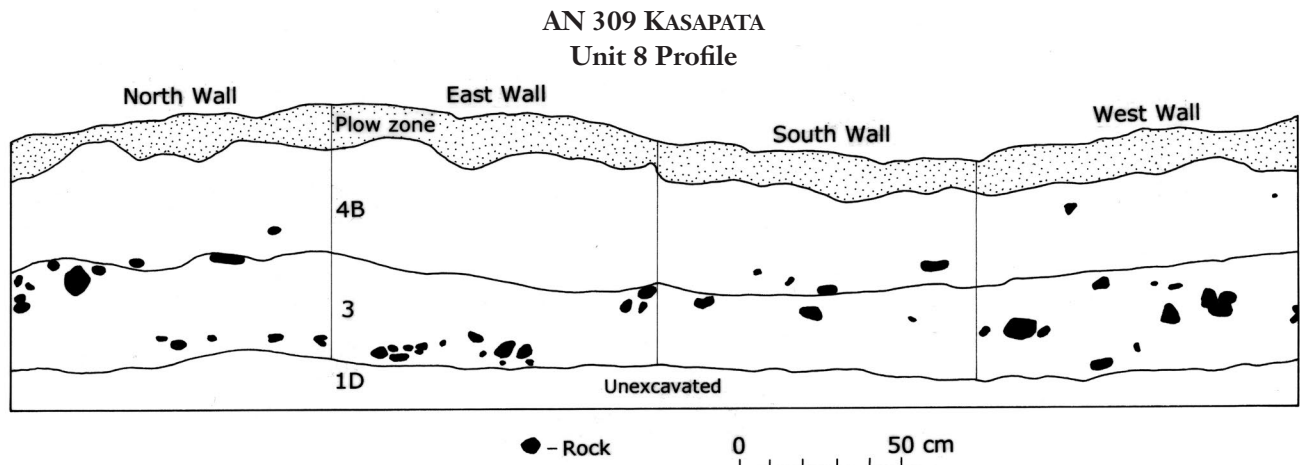 AN 309 KASAPATA
Unit 8 Profile
North Wall
East Wall
South Wall
West Wall
Plow zone
4B
3
1D
Unexcavated
– Rock
0 50 cm